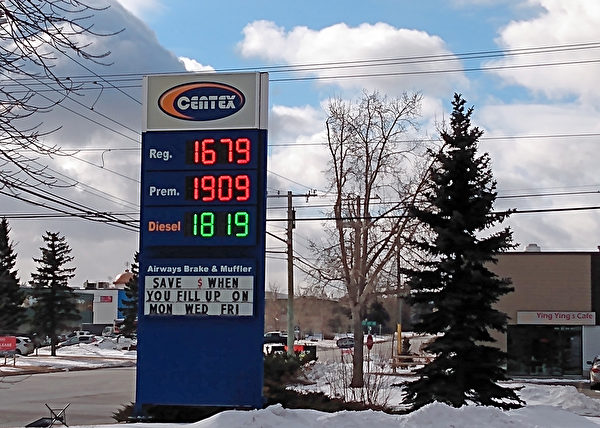 CENTEX
Reg. 1679
Prem. 1909
Diesel 1819
Airways Brake & Muffler
SAVE $ WHEN
YOU FILL UP ON
MON WED FRI
Ying Ying's Cafe
LEASE